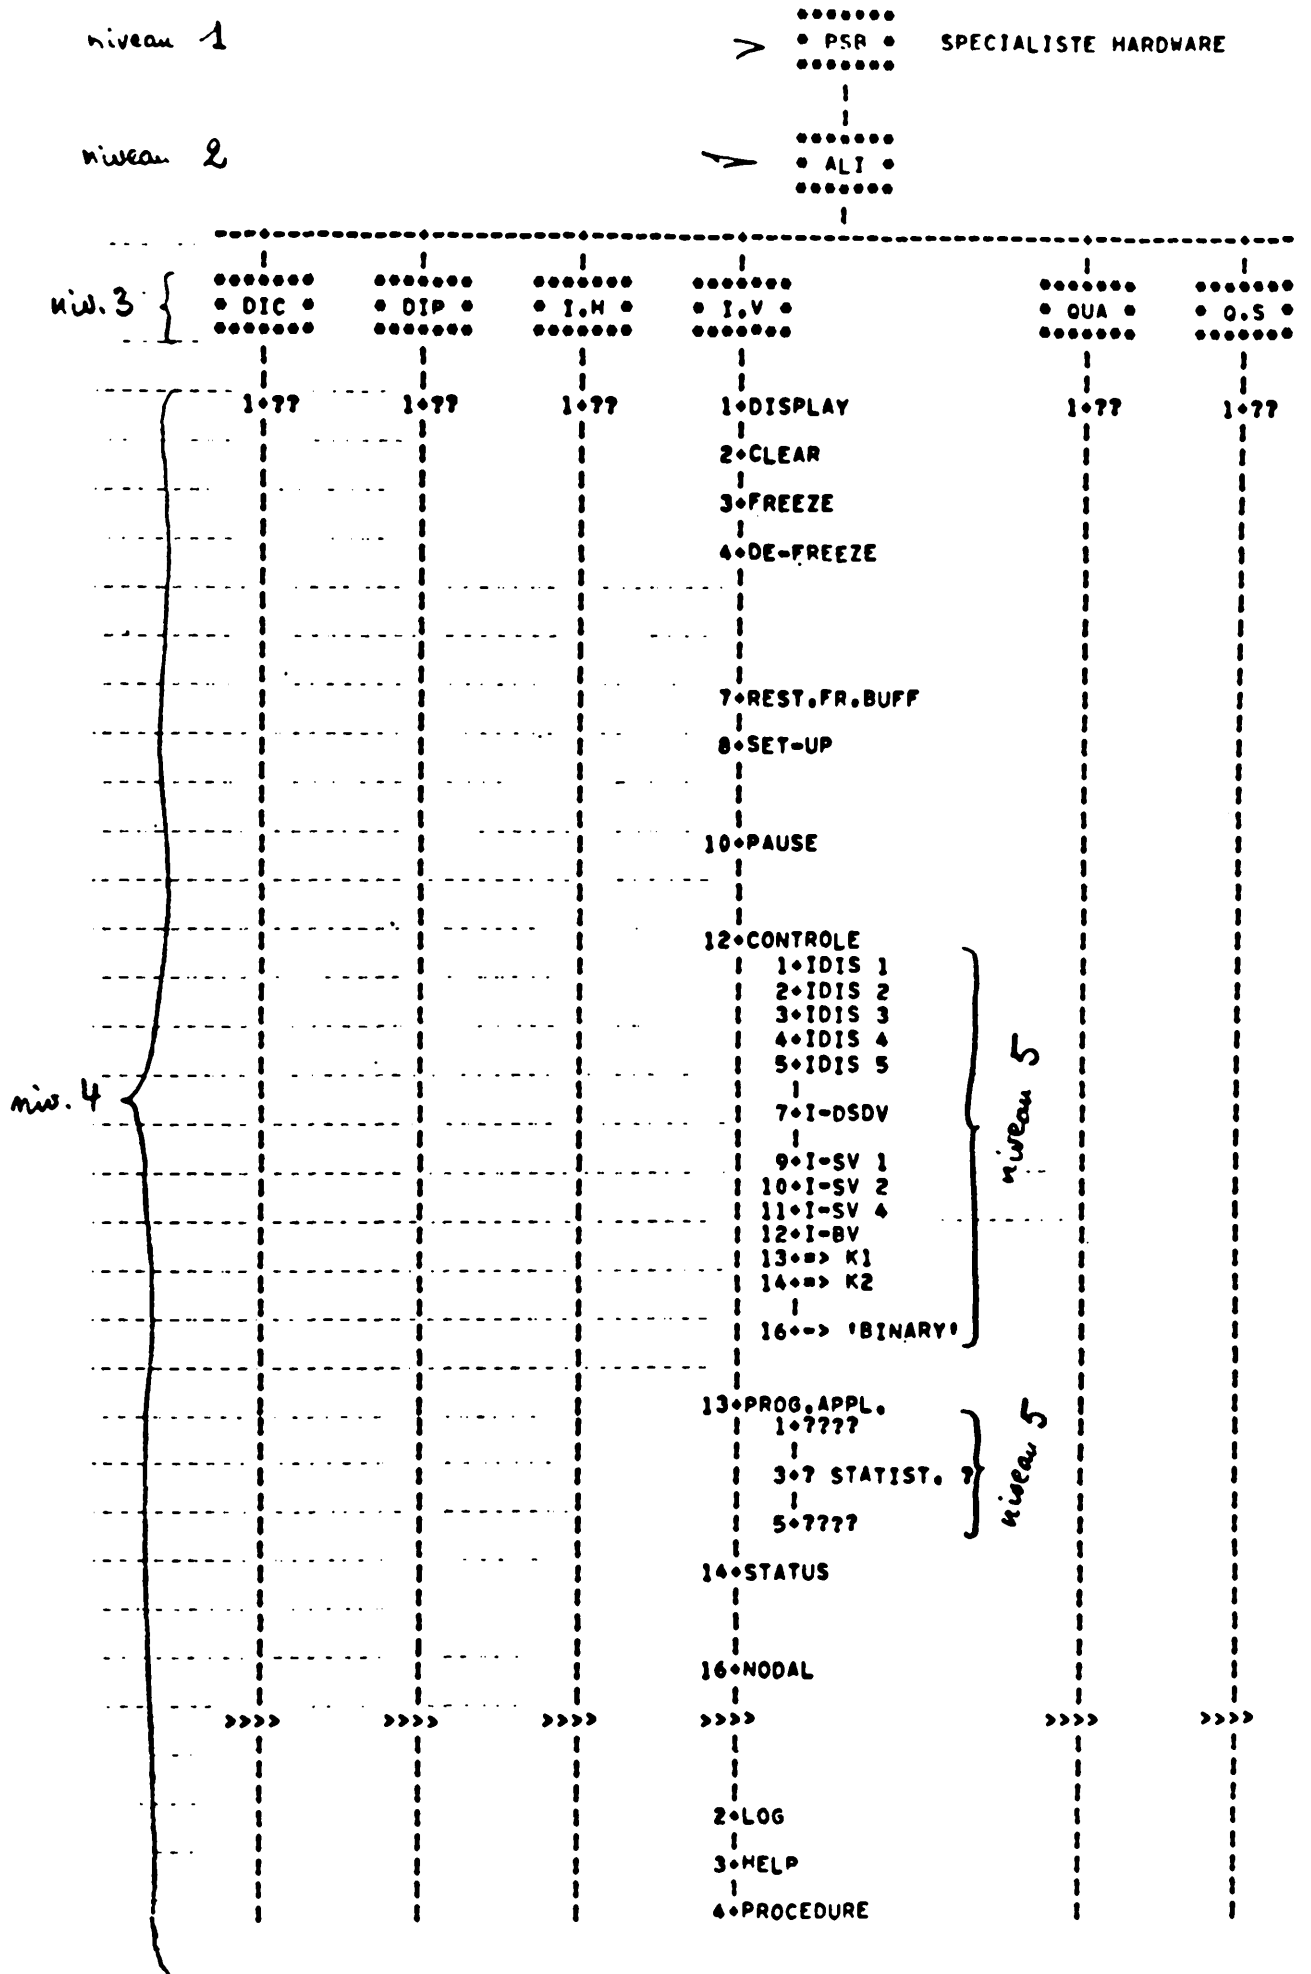 niveau 1
> * PSB * SPECIALISTE HARDWARE
niveau 2
* ALI *
niv. 3 * DIC * * DIP * * I.H * * I.V * * QUA * * Q.S *
1*?? 1*?? 1*?? 1*DISPLAY 1*?? 1*??
2*CLEAR
3*FREEZE
4*DE-FREEZE
7*REST.FR.BUFF
8*SET-UP
10*PAUSE
12*CONTROLE
1*IDIS 1
2*IDIS 2
3*IDIS 3
4*IDIS 4
5*IDIS 5
niveau 5
niv. 4
7*I-DSDV
9*I-SV 1
10*I-SV 2
11*I-SV 4
12*I-BV
13*=> K1
14*=> K2
16*=> 'BINARY'
13*PROG.APPL.
1*????
3*? STATIST. ?
niveau 5
5*????
14*STATUS
16*NODAL
>>>> >>>> >>>> >>>> >>>> >>>>
2*LOG
3*HELP
4*PROCEDURE